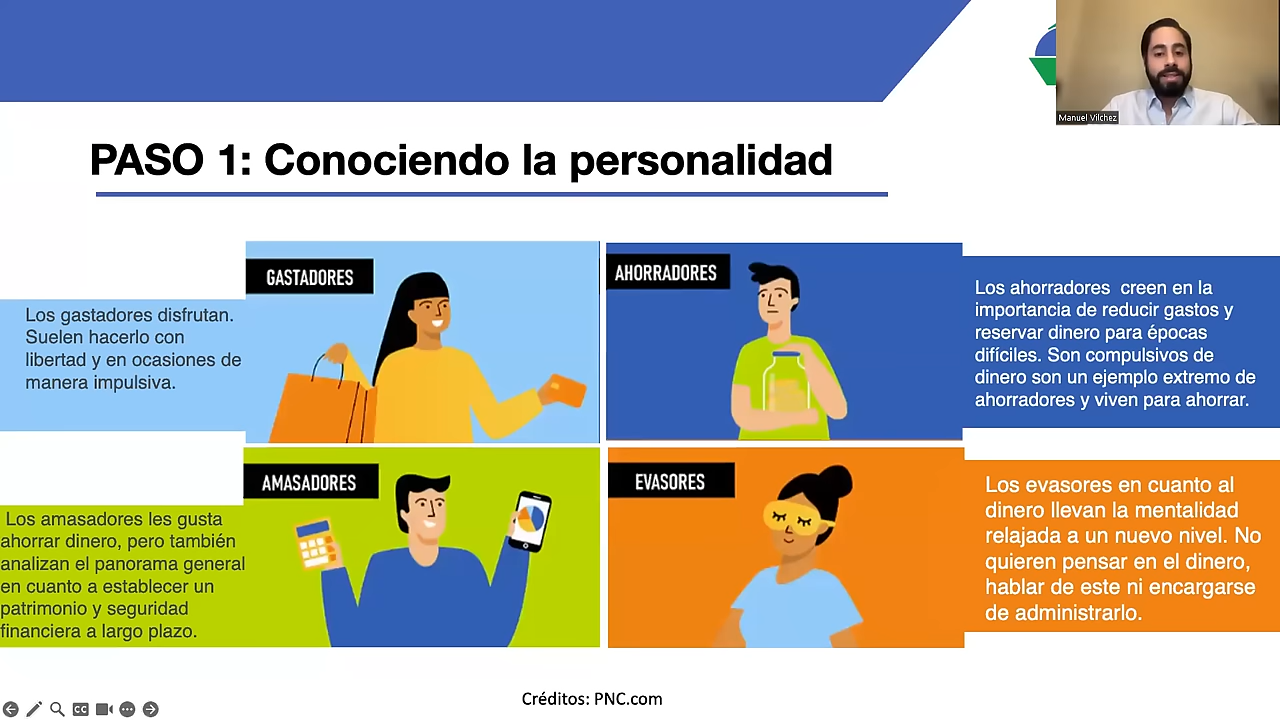 Manuel Vilchez
PASO 1: Conociendo la personalidad
GASTADORES
Los gastadores disfrutan.
Suelen hacerlo con
libertad y en ocasiones de
manera impulsiva.
AHORRADORES
Los ahorradores creen en la
importancia de reducir gastos y
reservar dinero para épocas
difíciles. Son compulsivos de
dinero son un ejemplo extremo de
ahorradores y viven para ahorrar.
AMASADORES
Los amasadores les gusta
ahorrar dinero, pero también
analizan el panorama general
en cuanto a establecer un
patrimonio y seguridad
financiera a largo plazo.
EVASORES
Los evasores en cuanto al
dinero llevan la mentalidad
relajada a un nuevo nivel. No
quieren pensar en el dinero,
hablar de este ni encargarse
de administrarlo.
Créditos: PNC.com
CC